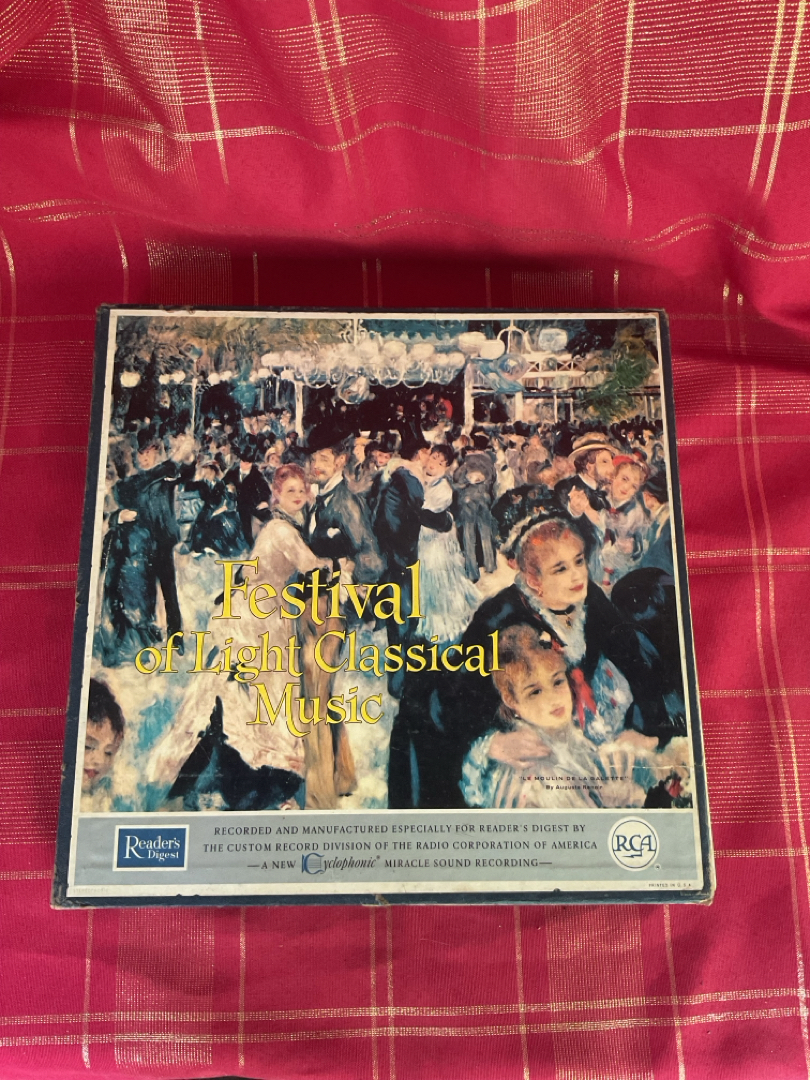 Festival
of Light Classical
Music
"LE MOULIN DE LA GALETTE"
By Auguste Renoir
Reader's
Digest
RECORDED AND MANUFACTURED ESPECIALLY FOR READER'S DIGEST BY
THE CUSTOM RECORD DIVISION OF THE RADIO CORPORATION OF AMERICA
—A NEW Cyclophonic® MIRACLE SOUND RECORDING—
RCA
PRINTED IN U.S.A.